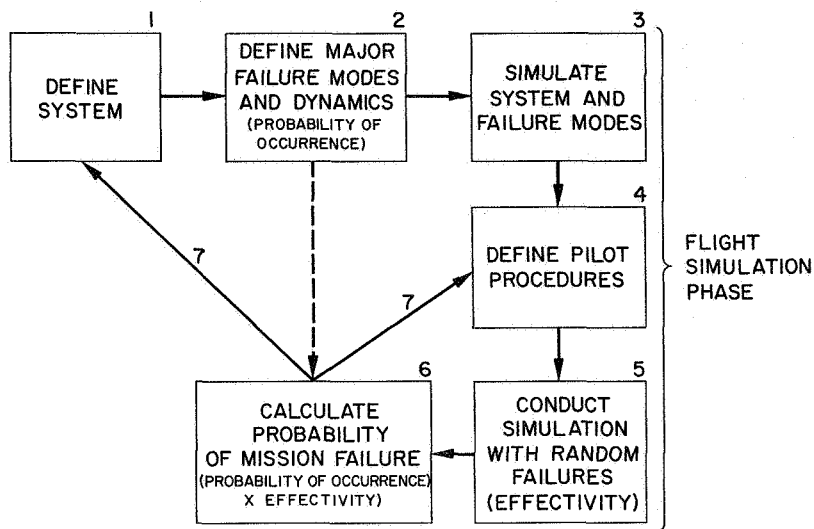 1
DEFINE
SYSTEM
2
DEFINE MAJOR
FAILURE MODES
AND DYNAMICS
(PROBABILITY OF
OCCURRENCE)
3
SIMULATE
SYSTEM AND
FAILURE MODES
4
DEFINE PILOT
PROCEDURES
FLIGHT
SIMULATION
PHASE
7
7
5
CONDUCT
SIMULATION
WITH RANDOM
FAILURES
(EFFECTIVITY)
6
CALCULATE
PROBABILITY
OF MISSION FAILURE
(PROBABILITY OF OCCURRENCE)
X EFFECTIVITY)